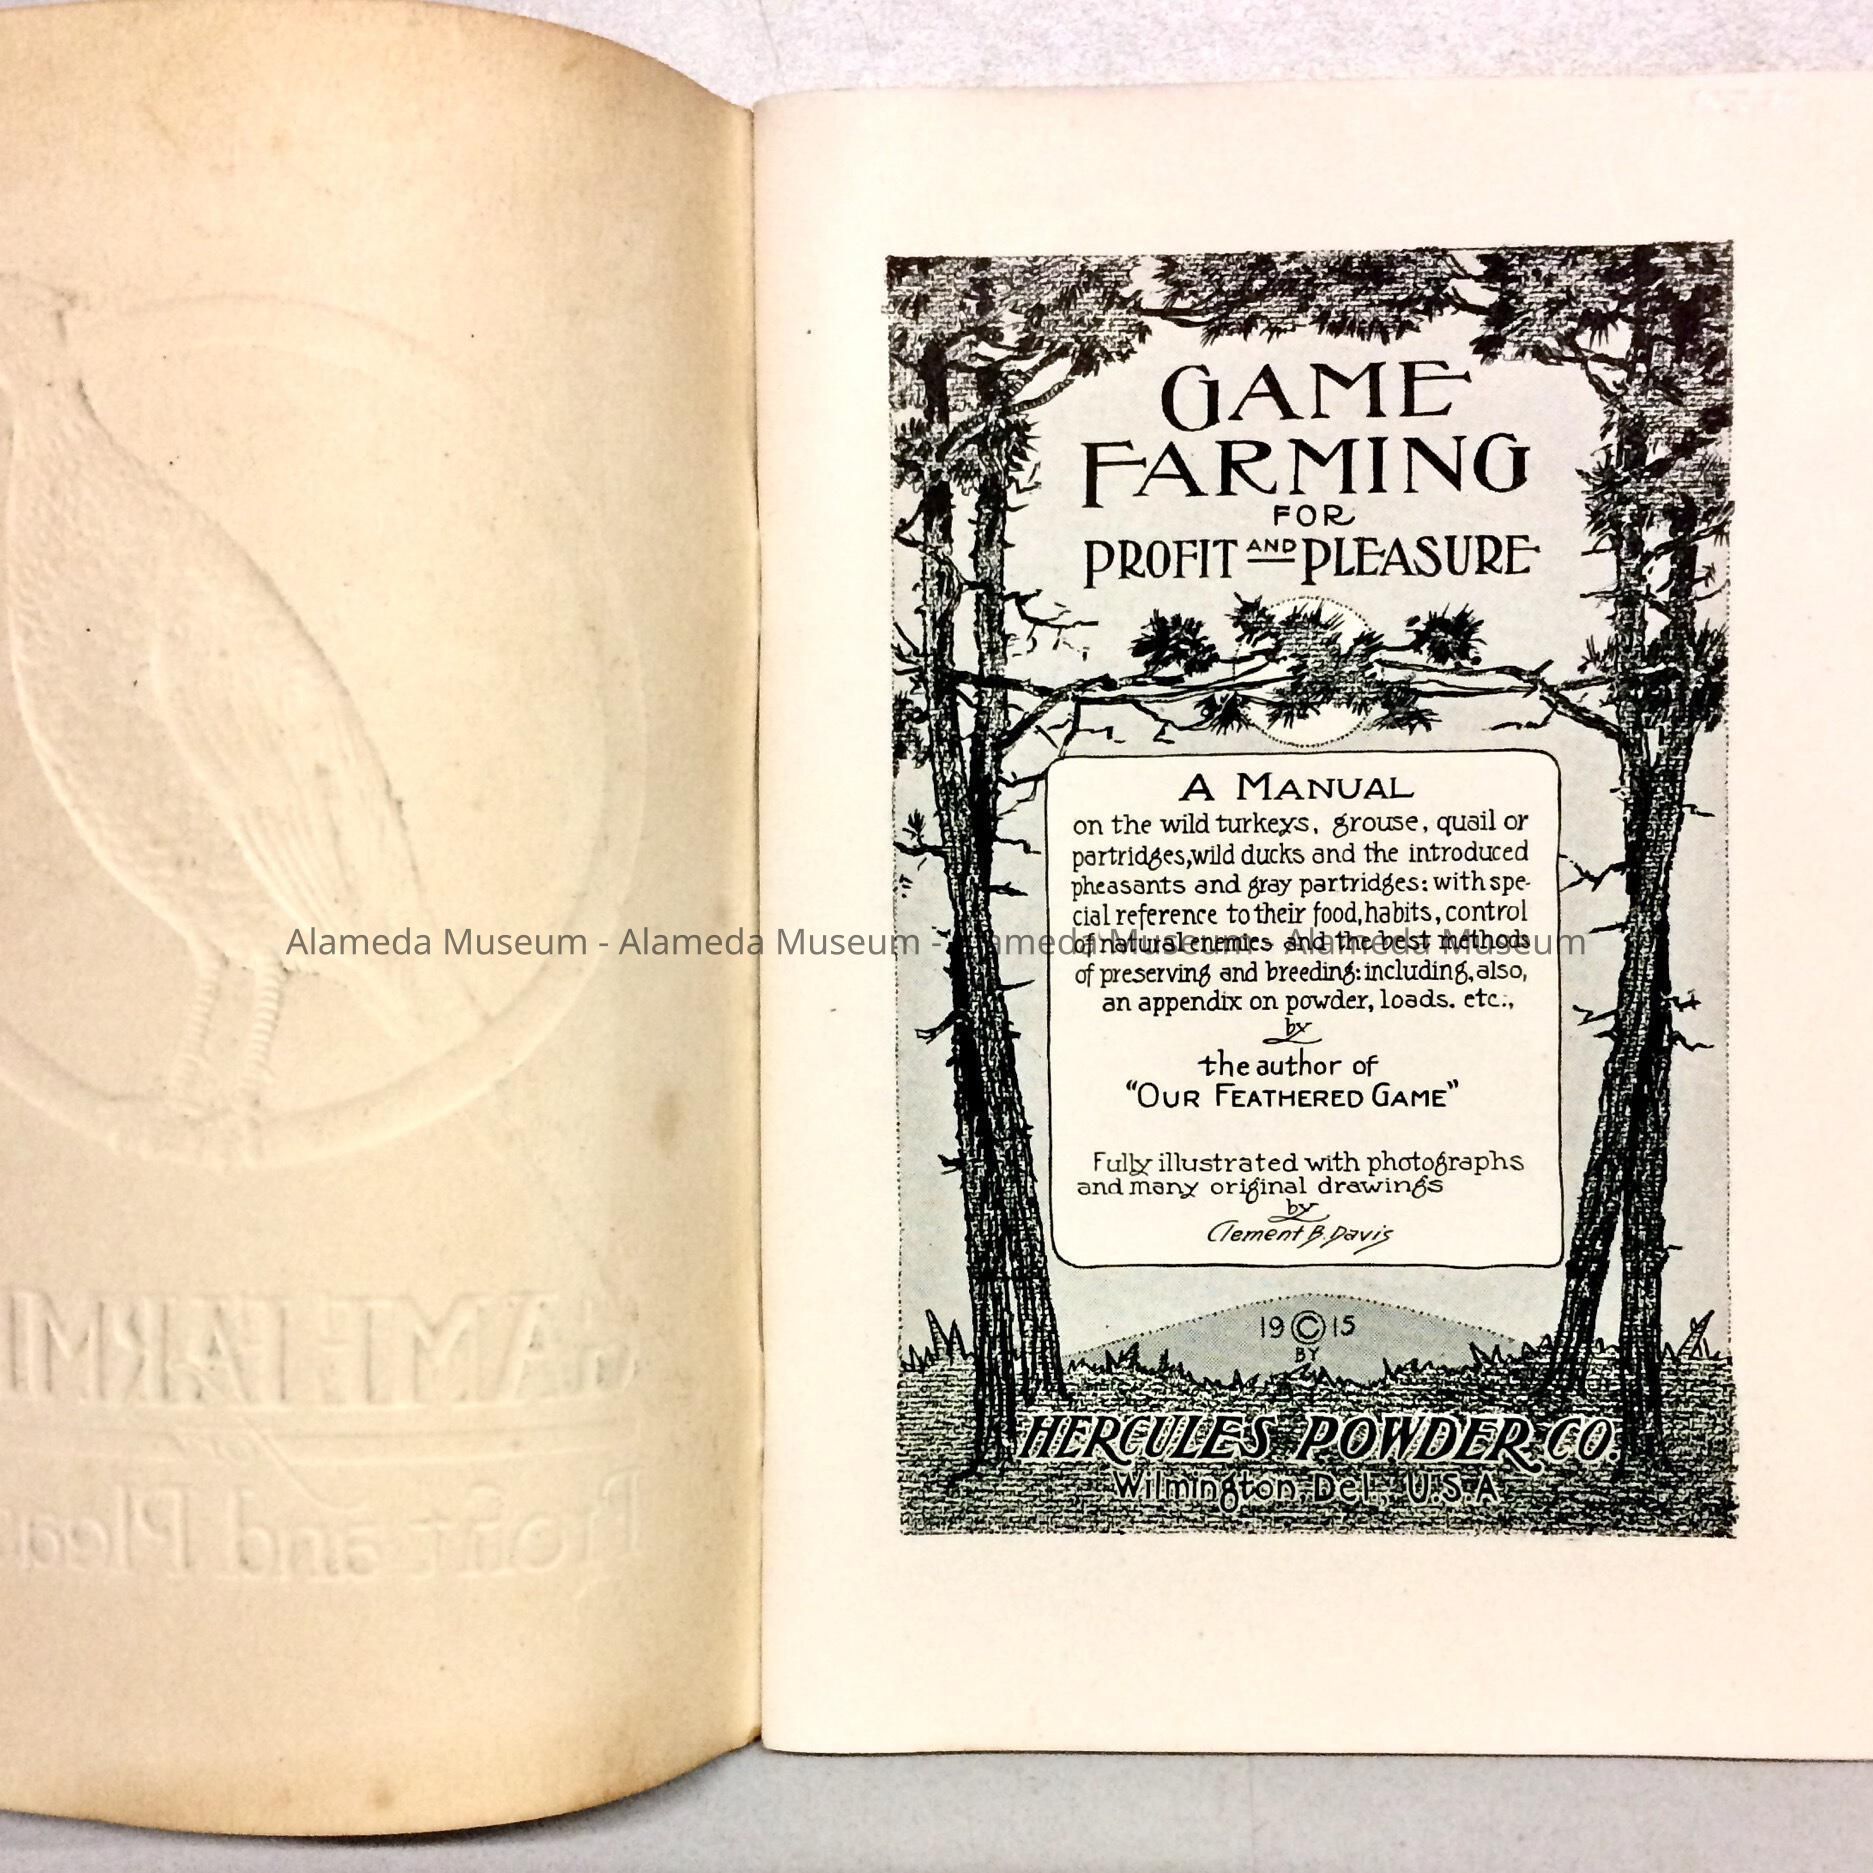 GAME
FARMING
FOR
PROFIT AND PLEASURE
A MANUAL
on the wild turkeys, grouse, quail or
partridges, wild ducks and the introduced
pheasants and gray partridges: with spe-
cial reference to their food, habits, control
of natural enemies and the best methods
of preserving and breeding: including, also,
an appendix on powder, loads. etc.,
by
the author of
"OUR FEATHERED GAME"
Fully illustrated with photographs
and many original drawings
by
Clement B. Davis
19 © 15
BY
HERCULES POWDER CO.
Wilmington, Del., U.S.A.
Alameda Museum - Alameda Museum - Alameda Museum - Alameda Museum